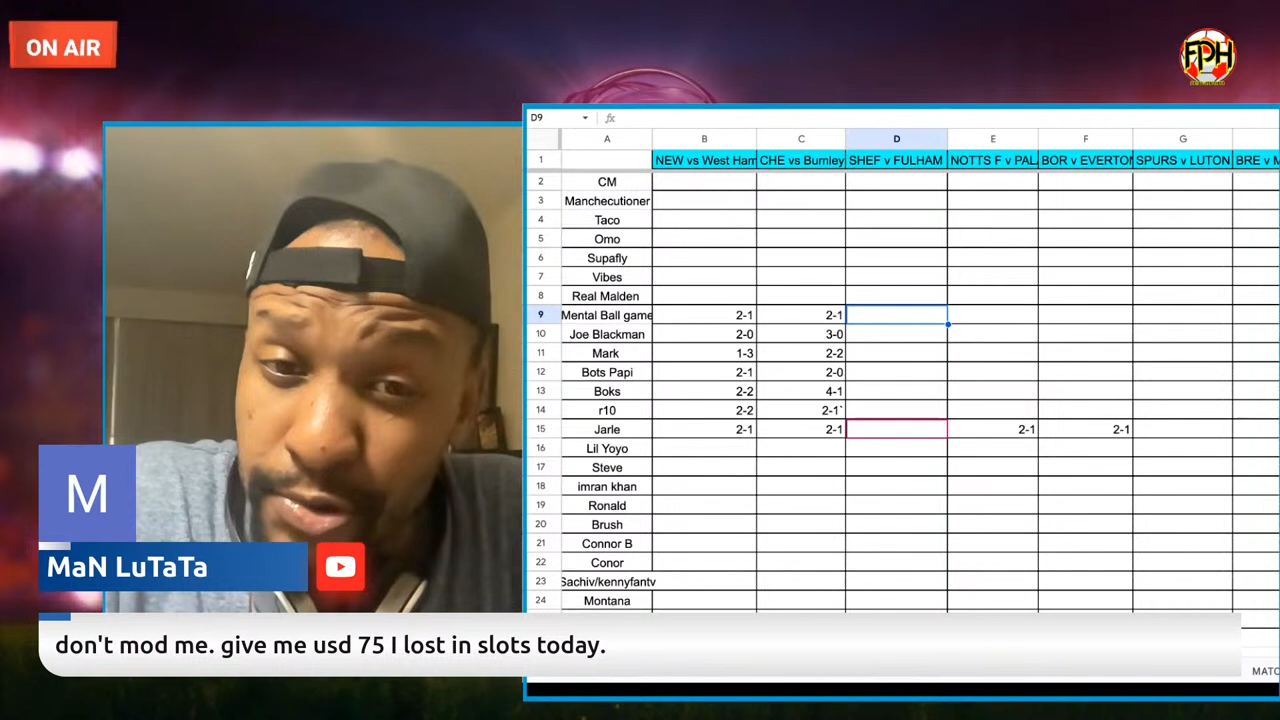 ON AIR
FPH
D9 fx
A B C D E F G
1 NEW vs West Ham CHE vs Burnley SHEF v FULHAM NOTTS F v PAL BOR v EVERTON SPURS v LUTON BRE v M
2 CM
3 Manchecutioner
4 Taco
5 Omo
6 Supafly
7 Vibes
8 Real Malden
9 Mental Ball game 2-1 2-1
10 Joe Blackman 2-0 3-0
11 Mark 1-3 2-2
12 Bots Papi 2-1 2-0
13 Boks 2-2 4-1
14 r10 2-2 2-1`
15 Jarle 2-1 2-1 2-1 2-1
16 Lil Yoyo
17 Steve
18 imran khan
19 Ronald
20 Brush
21 Connor B
22 Conor
23 Sachiv/kennyfantv
24 Montana
M
MaN LuTaTa
don't mod me. give me usd 75 I lost in slots today.
MATC